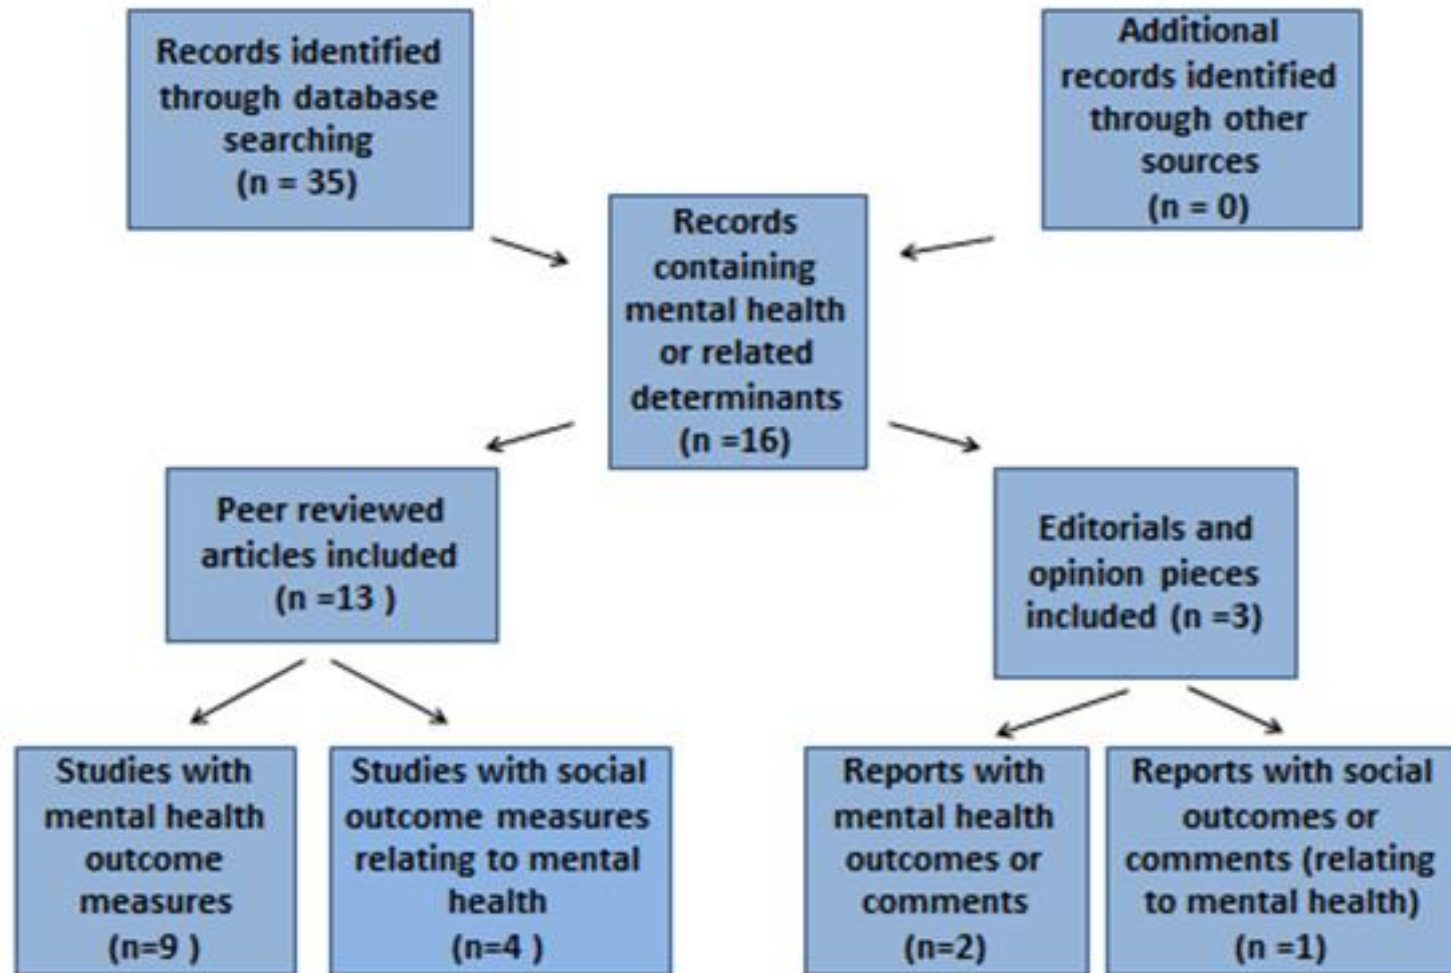 Records identified
through database
searching
(n = 35)
Additional
records identified
through other
sources
(n = 0)
Records
containing
mental health
or related
determinants
(n =16)
Peer reviewed
articles included
(n =13 )
Editorials and
opinion pieces
included (n =3)
Studies with
mental health
outcome
measures
(n=9 )
Studies with social
outcome measures
relating to mental
health
(n=4 )
Reports with
mental health
outcomes or
comments
(n=2)
Reports with social
outcomes or
comments (relating
to mental health)
(n =1)